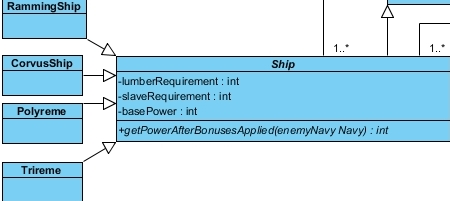 RammingShip
CorvusShip
Polyreme
Trireme
1..*
1..*
Ship
-lumberRequirement : int
-slaveRequirement : int
-basePower : int
+getPowerAfterBonusesApplied(enemyNavy Navy) : int